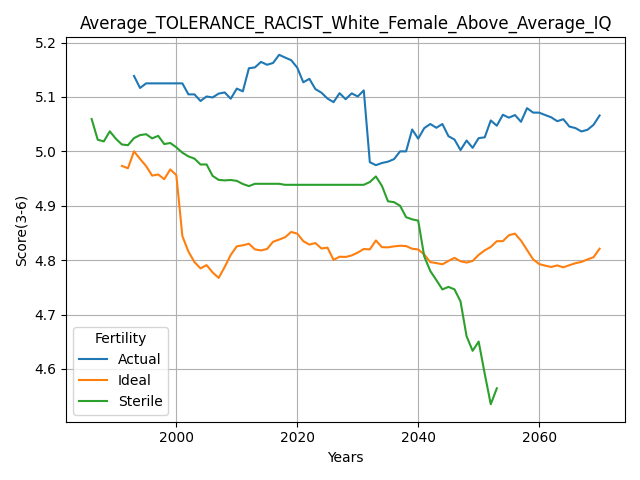 Average_TOLERANCE_RACIST_White_Female_Above_Average_IQ
5.2
5.1
5.0
4.9
4.8
4.7
4.6
Score(3-6)
Fertility
Actual
Ideal
Sterile
2000 2020 2040 2060
Years